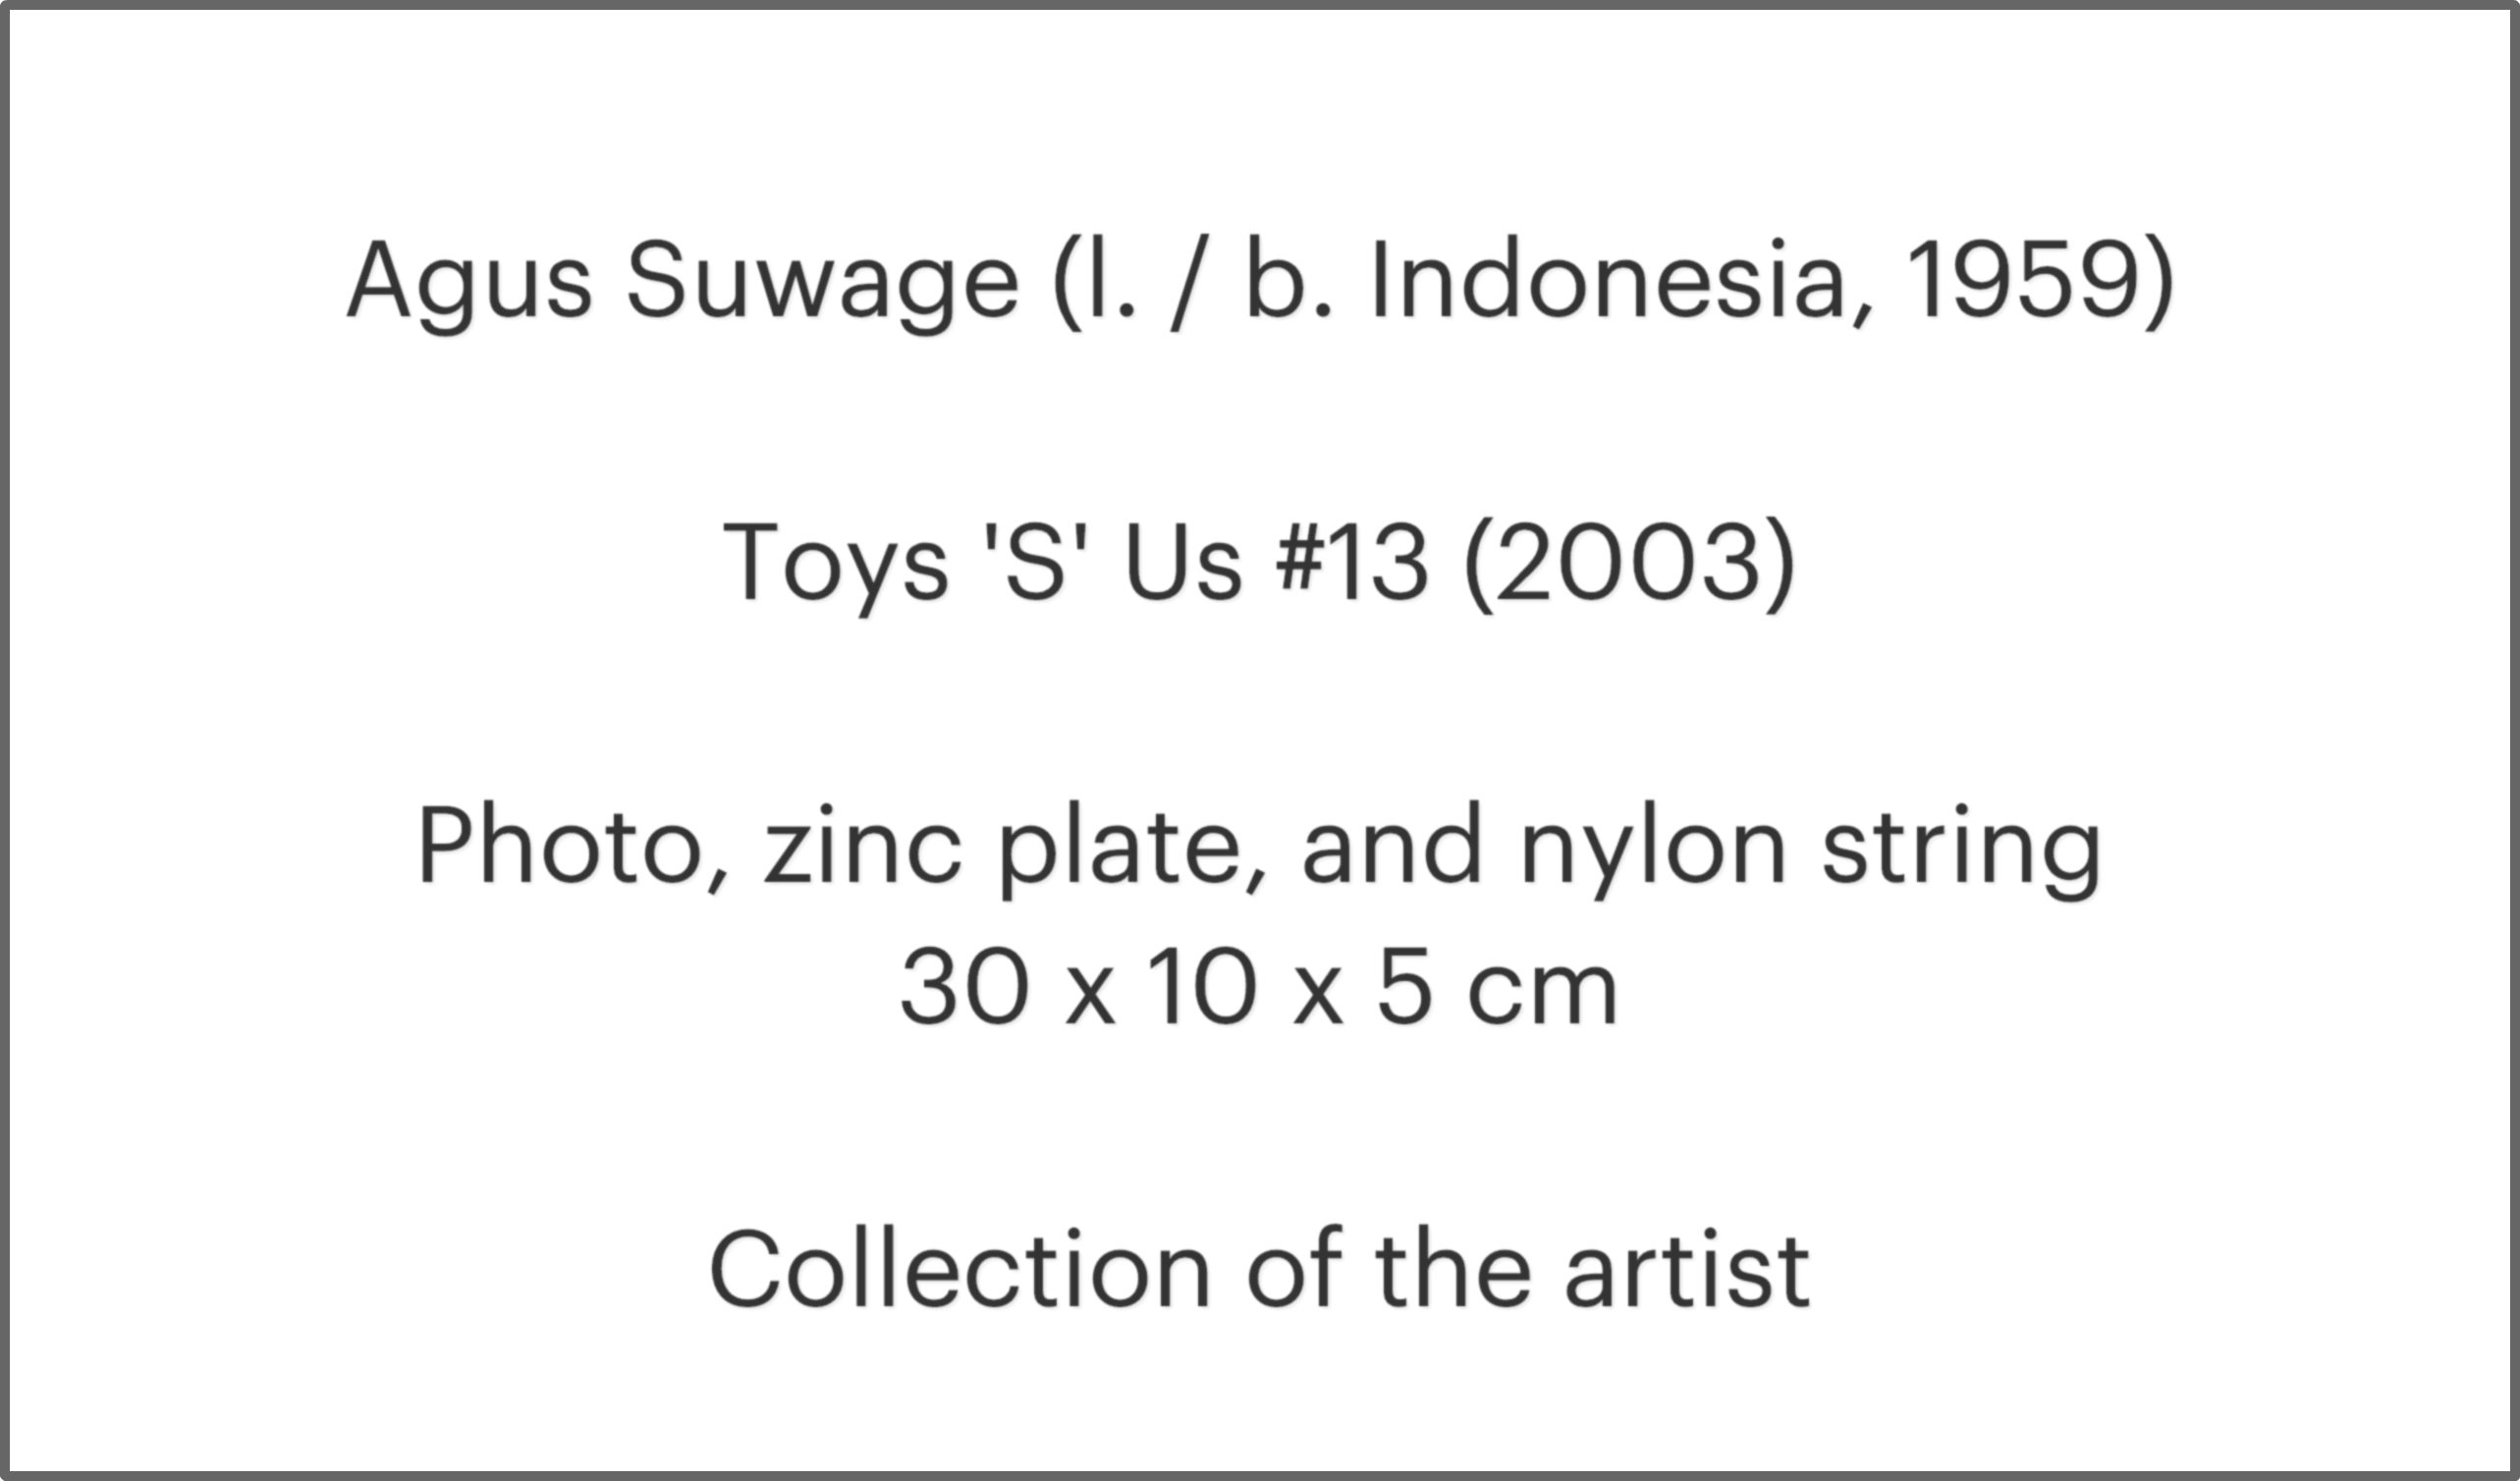 Agus Suwage (l. / b. Indonesia, 1959)
Toys 'S' Us #13 (2003)
Photo, zinc plate, and nylon string
30 x 10 x 5 cm
Collection of the artist